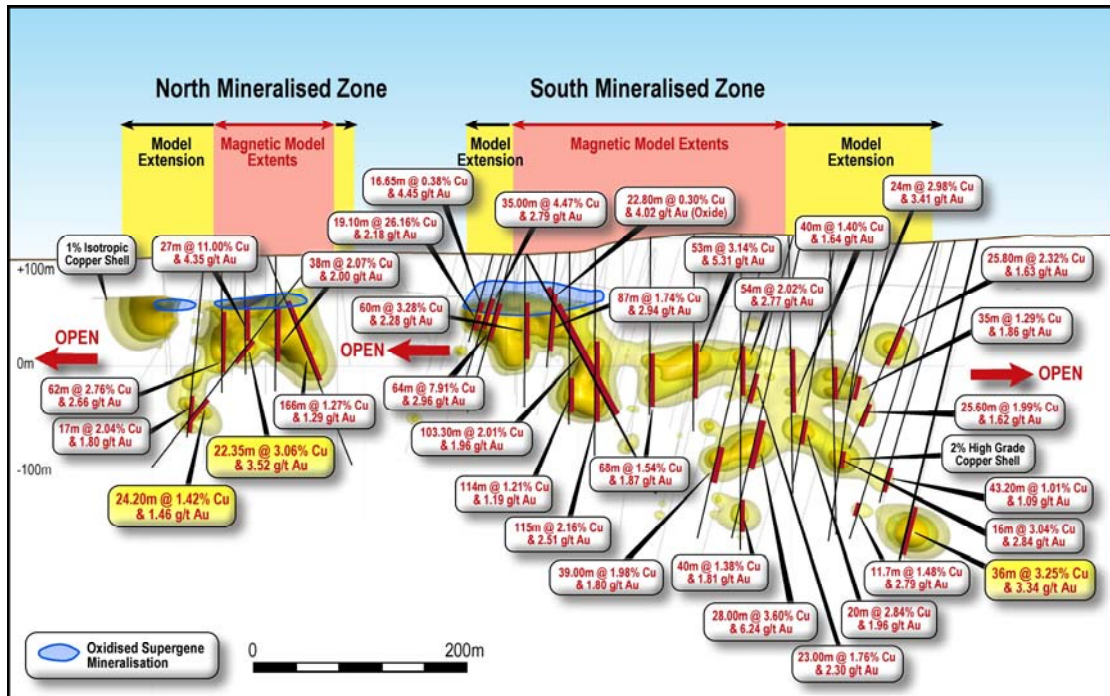 North Mineralised Zone
South Mineralised Zone
Model
Extension
Magnetic Model
Extents
Model
Extension
Magnetic Model Extents
Model
Extension
16.65m @ 0.38% Cu
& 4.45 g/t Au
35.00m @ 4.47% Cu
& 2.79 g/t Au
22.80m @ 0.30% Cu
& 4.02 g/t Au (Oxide)
24m @ 2.98% Cu
& 3.41 g/t Au
19.10m @ 26.16% Cu
& 2.18 g/t Au
40m @ 1.40% Cu
& 1.64 g/t Au
1% Isotropic
Copper Shell
27m @ 11.00% Cu
& 4.35 g/t Au
53m @ 3.14% Cu
& 5.31 g/t Au
25.80m @ 2.32% Cu
& 1.63 g/t Au
+100m
38m @ 2.07% Cu
& 2.00 g/t Au
54m @ 2.02% Cu
& 2.77 g/t Au
60m @ 3.28% Cu
& 2.28 g/t Au
87m @ 1.74% Cu
& 2.94 g/t Au
35m @ 1.29% Cu
& 1.86 g/t Au
OPEN
OPEN
0m
OPEN
62m @ 2.76% Cu
& 2.66 g/t Au
64m @ 7.91% Cu
& 2.96 g/t Au
166m @ 1.27% Cu
& 1.29 g/t Au
25.60m @ 1.99% Cu
& 1.62 g/t Au
17m @ 2.04% Cu
& 1.80 g/t Au
103.30m @ 2.01% Cu
& 1.96 g/t Au
22.35m @ 3.06% Cu
& 3.52 g/t Au
2% High Grade
Copper Shell
-100m
68m @ 1.54% Cu
& 1.87 g/t Au
24.20m @ 1.42% Cu
& 1.46 g/t Au
114m @ 1.21% Cu
& 1.19 g/t Au
43.20m @ 1.01% Cu
& 1.09 g/t Au
115m @ 2.16% Cu
& 2.51 g/t Au
16m @ 3.04% Cu
& 2.84 g/t Au
39.00m @ 1.98% Cu
& 1.80 g/t Au
40m @ 1.38% Cu
& 1.81 g/t Au
11.7m @ 1.48% Cu
& 2.79 g/t Au
36m @ 3.25% Cu
& 3.34 g/t Au
28.00m @ 3.60% Cu
& 6.24 g/t Au
20m @ 2.84% Cu
& 1.96 g/t Au
23.00m @ 1.76% Cu
& 2.30 g/t Au
Oxidised Supergene
Mineralisation
0
200m